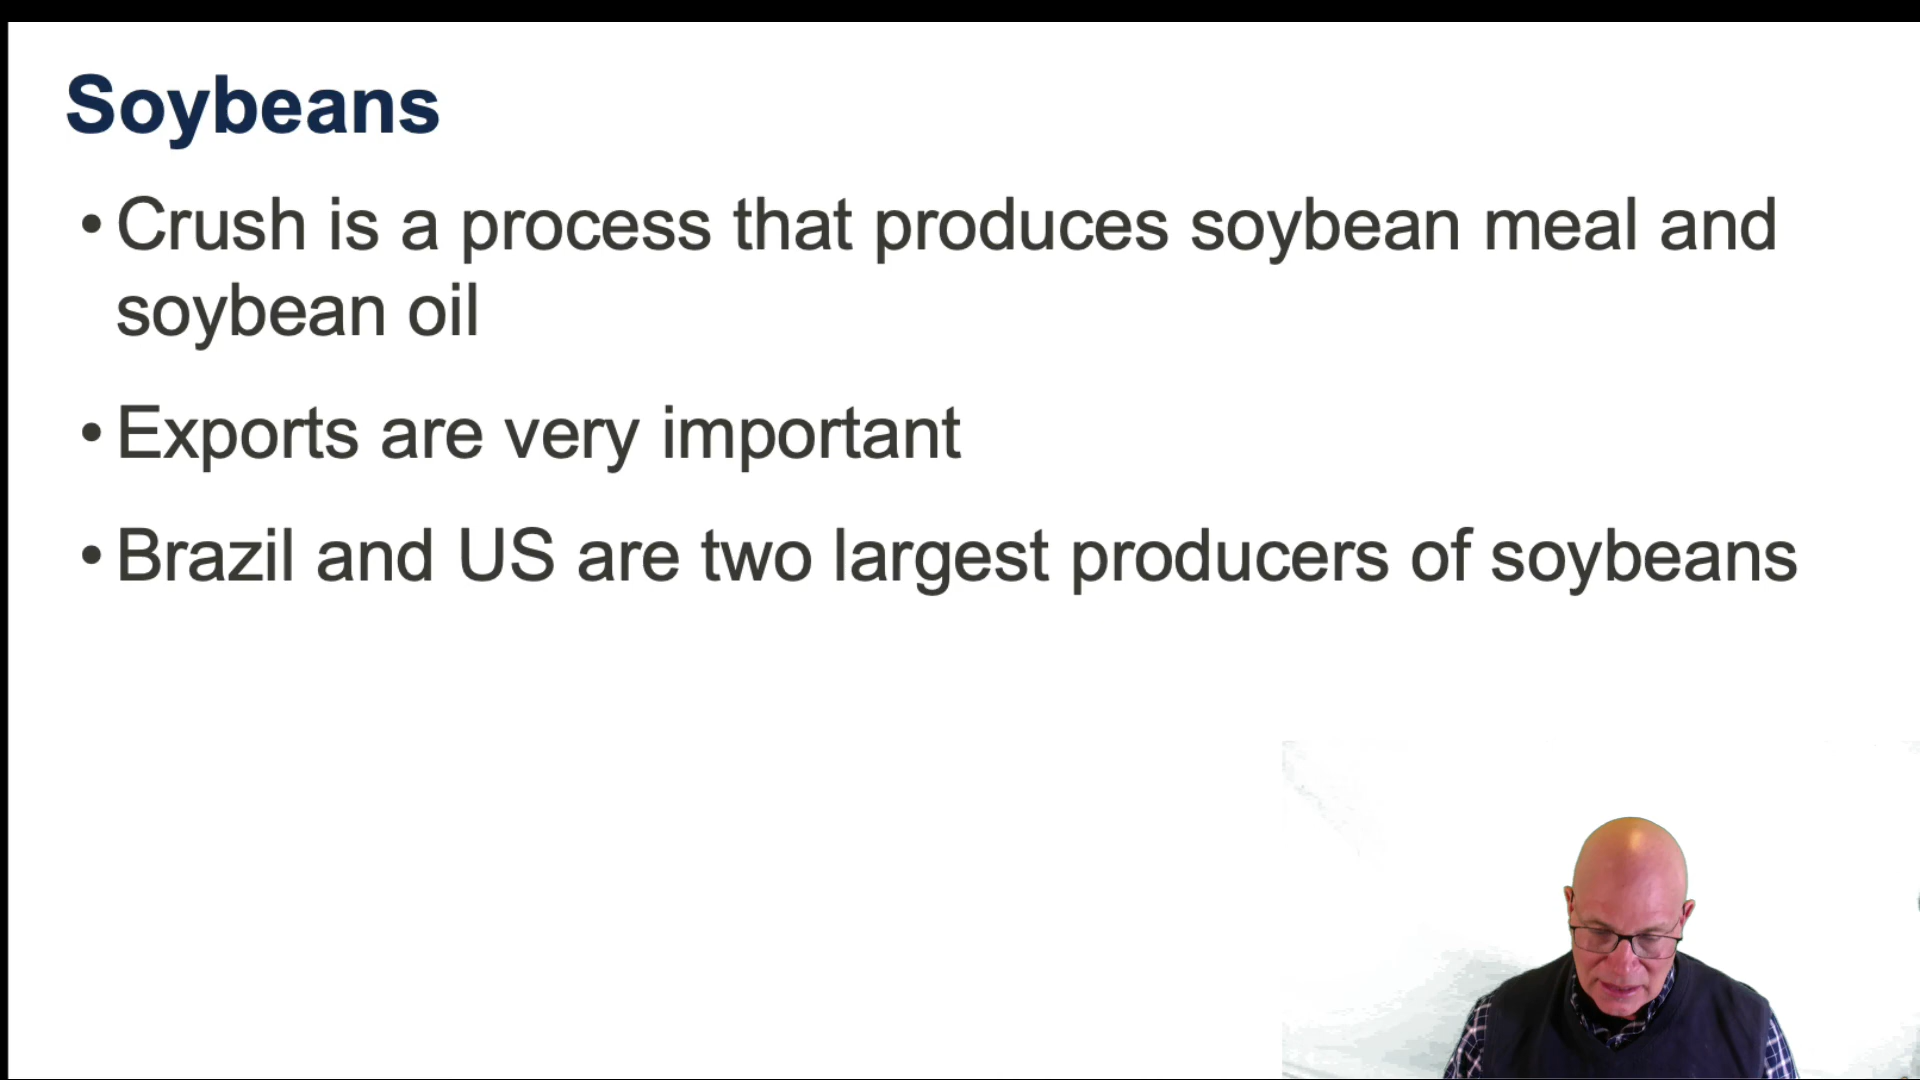 Soybeans
• Crush is a process that produces soybean meal and
soybean oil
• Exports are very important
• Brazil and US are two largest producers of soybeans